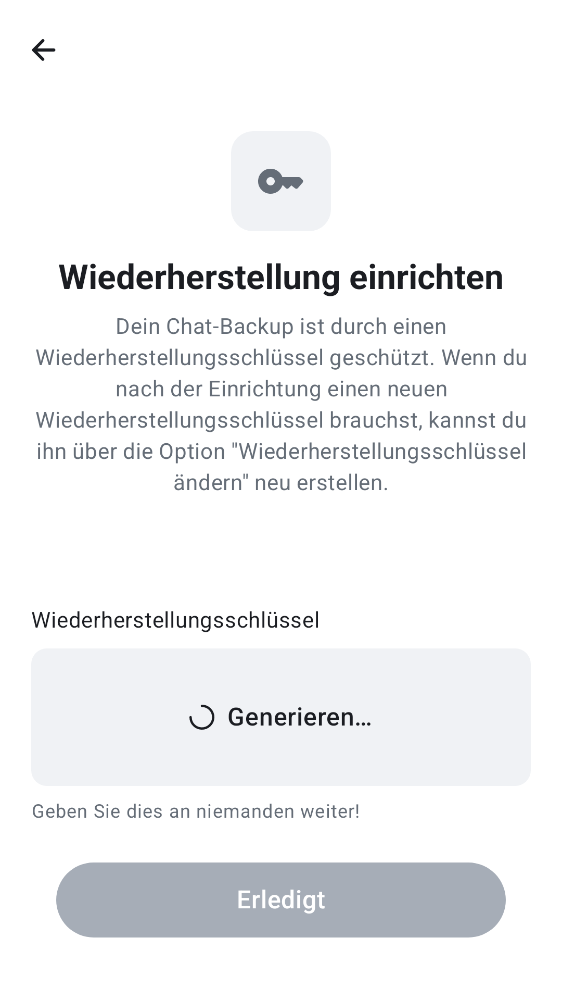 Wiederherstellung einrichten
Dein Chat-Backup ist durch einen
Wiederherstellungsschlüssel geschützt. Wenn du
nach der Einrichtung einen neuen
Wiederherstellungsschlüssel brauchst, kannst du
ihn über die Option "Wiederherstellungsschlüssel
ändern" neu erstellen.
Wiederherstellungsschlüssel
Generieren…
Geben Sie dies an niemanden weiter!
Erledigt